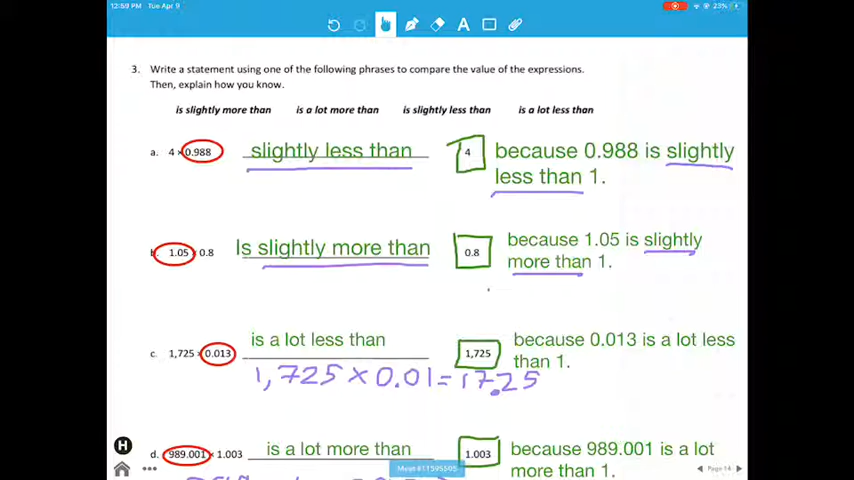 12:59 PM Tue Apr 9
23%
A
3. Write a statement using one of the following phrases to compare the value of the expressions.
Then, explain how you know.
is slightly more than is a lot more than is slightly less than is a lot less than
a. 4 × 0.988 slightly less than 4 because 0.988 is slightly
less than 1.
b. 1.05 × 0.8 Is slightly more than 0.8 because 1.05 is slightly
more than 1.
c. 1,725 × 0.013 is a lot less than 1,725 because 0.013 is a lot less
than 1.
1,725 × 0.01 = 17.25
d. 989.001 × 1.003 is a lot more than 1.003 because 989.001 is a lot
more than 1.
H
Page 14